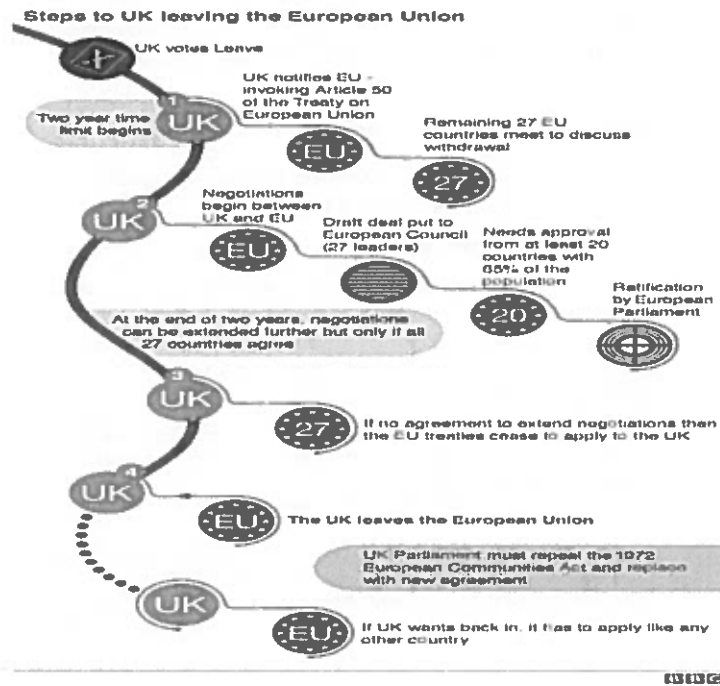 Steps to UK leaving the European Union
UK votes Leave
1
UK
Two year time
limit begins
UK notifies EU -
invoking Article 50
of the Treaty on
European Union
EU
Remaining 27 EU
countries meet to discuss
withdrawal
27
2
UK
Negotiations
begin between
UK and EU
EU
Draft deal put to
European Council
(27 leaders)
Needs approval
from at least 20
countries with
65% of the
population
20
Ratification
by European
Parliament
At the end of two years, negotiations
can be extended further but only if all
27 countries agree
3
UK
27
If no agreement to extend negotiations then
the EU treaties cease to apply to the UK
4
UK
EU
The UK leaves the European Union
UK Parliament must repeal the 1972
European Communities Act and replace
with new agreement
UK
EU
If UK wants back in, it has to apply like any
other country
BBC